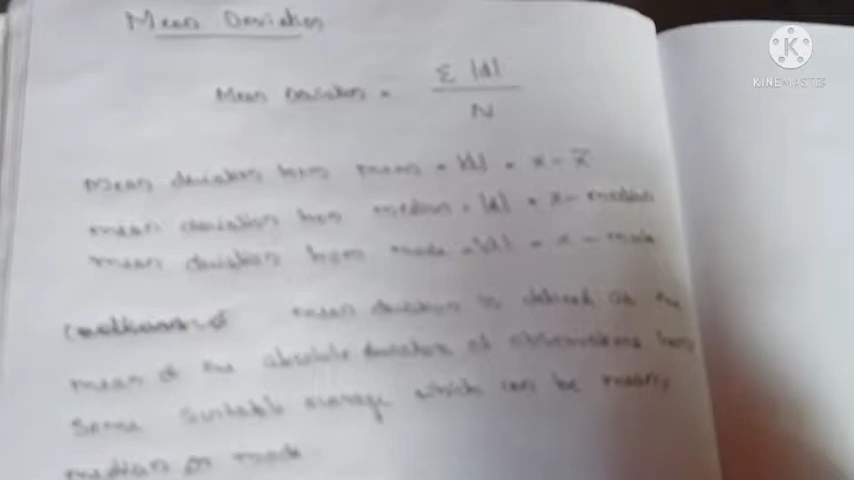 Mean Deviation
Mean Deviation = Σ |d| / N
Mean deviation from mean = |d| = x - x̅
mean deviation from median = |d| = x - median
mean deviation from mode = |d| = x - mode
mean deviation is defined as the
mean of the absolute deviation of observations from
some suitable average which can be mean,
median or mode
K
KINEMASTER